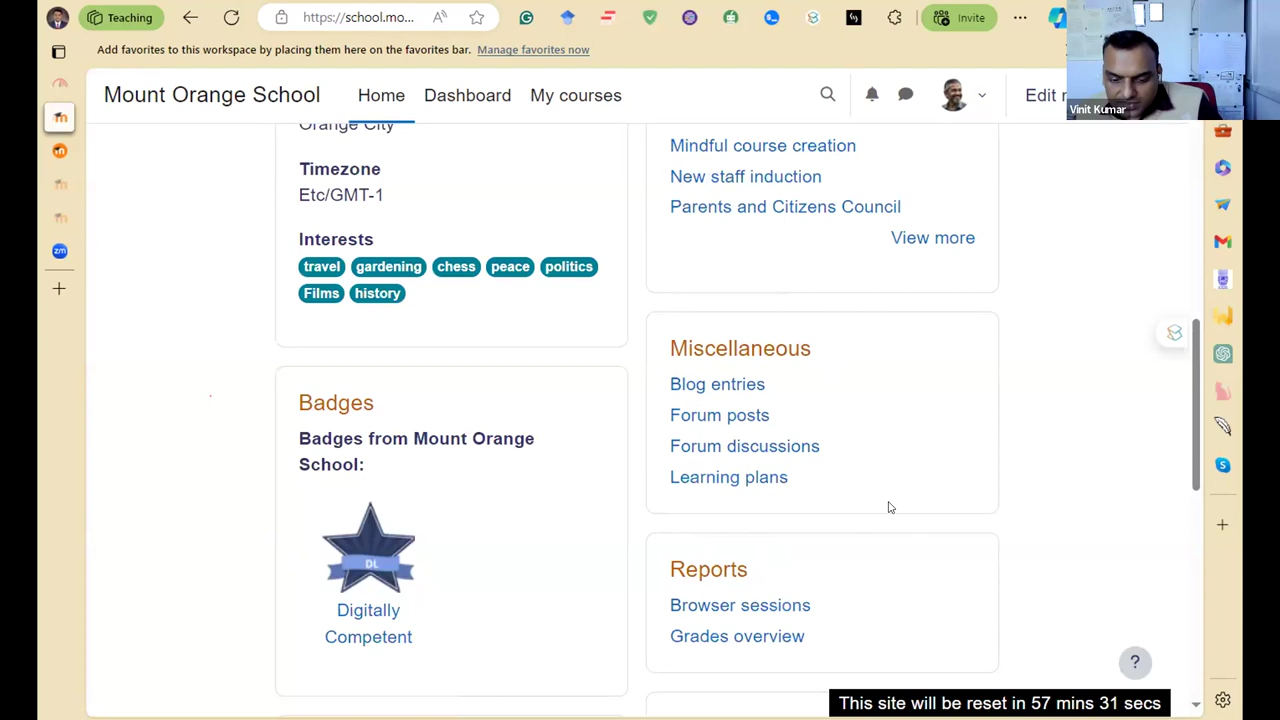 Teaching
https://school.mo...
Invite
Add favorites to this workspace by placing them here on the favorites bar. Manage favorites now
Vinit Kumar
Mount Orange School
Home
Dashboard
My courses
Orange City
Timezone
Etc/GMT-1
Interests
travel gardening chess peace politics
Films history
Badges
Badges from Mount Orange
School:
DL
Digitally
Competent
Mindful course creation
New staff induction
Parents and Citizens Council
View more
Miscellaneous
Blog entries
Forum posts
Forum discussions
Learning plans
Reports
Browser sessions
Grades overview
?
This site will be reset in 57 mins 31 secs
zm